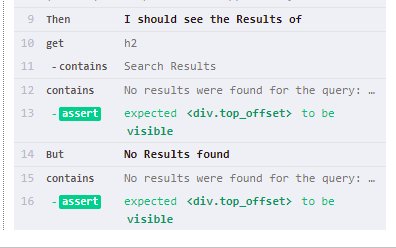 9 Then I should see the Results of
10 get h2
11 - contains Search Results
12 contains No results were found for the query: …
13 - assert expected <div.top_offset> to be
visible
14 But No Results found
15 contains No results were found for the query: …
16 - assert expected <div.top_offset> to be
visible